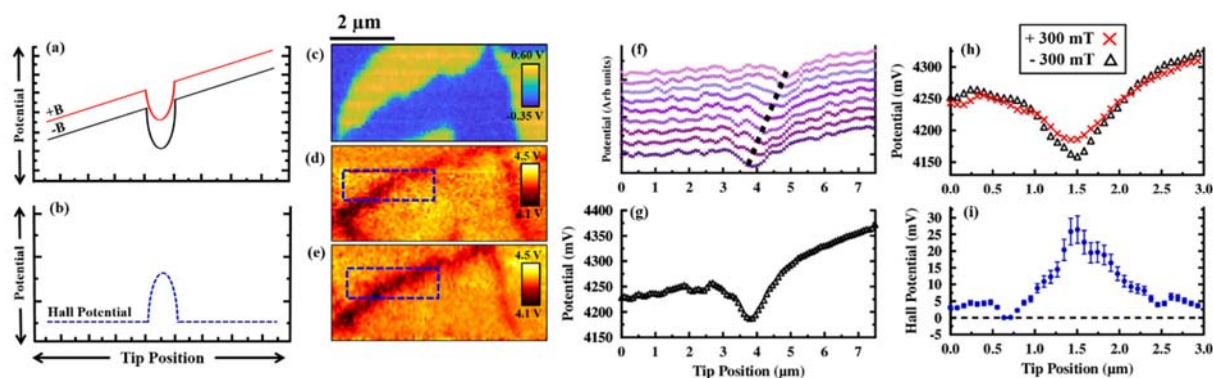 (a)
Potential
+B
-B
Tip Position
(b)
Potential
Hall Potential
Tip Position
2 µm
(c)
0.60 V
-0.35 V
(d)
4.5 V
4.1 V
(e)
4.5 V
4.1 V
(f)
Potential (Arb units)
0 1 2 3 4 5 6 7
Tip Position (µm)
(g)
Potential (mV)
4400
4350
4300
4250
4200
4150
0 1 2 3 4 5 6 7
Tip Position (µm)
+ 300 mT
- 300 mT
(h)
Potential (mV)
4300
4250
4200
4150
0.0 0.5 1.0 1.5 2.0 2.5 3.0
(i)
Hall Potential (mV)
30
25
20
15
10
5
0
-5
0.0 0.5 1.0 1.5 2.0 2.5 3.0
Tip Position (µm)